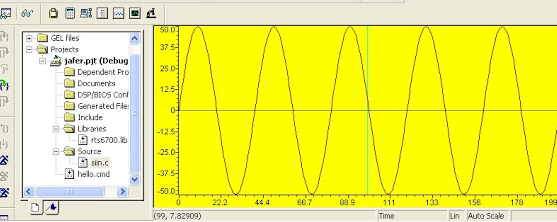 GEL files
Projects
jafer.pjt (Debug
Dependent Pro
Documents
DSP/BIOS Conf
Generated Files
Include
Libraries
rts6700.lib
Source
siin.c
hello.cmd
50.0
37.5
25.0
12.5
0
-12.5
-25.0
-37.5
-50.0
0 22.2 44.4 66.7 88.9 111 133 156 178 199
(99, 7.82909) Time Lin Auto Scale